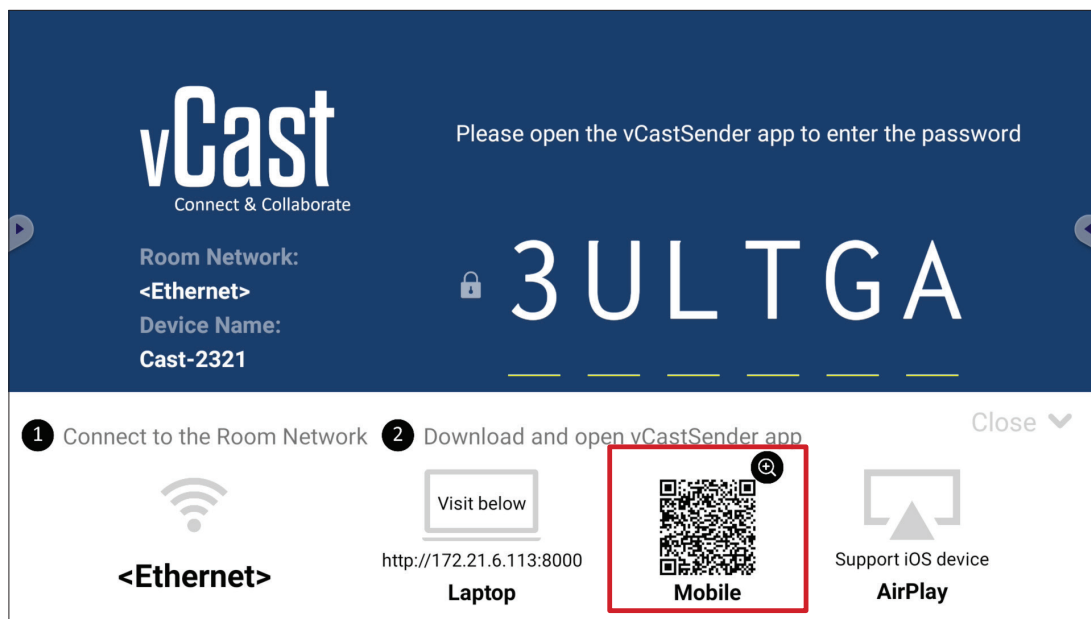 vCast
Connect & Collaborate
Please open the vCastSender app to enter the password
Room Network:
<Ethernet>
Device Name:
Cast-2321
3ULTGA
1 Connect to the Room Network
<Ethernet>
2 Download and open vCastSender app
Close
Visit below
http://172.21.6.113:8000
Laptop
Mobile
Support iOS device
AirPlay